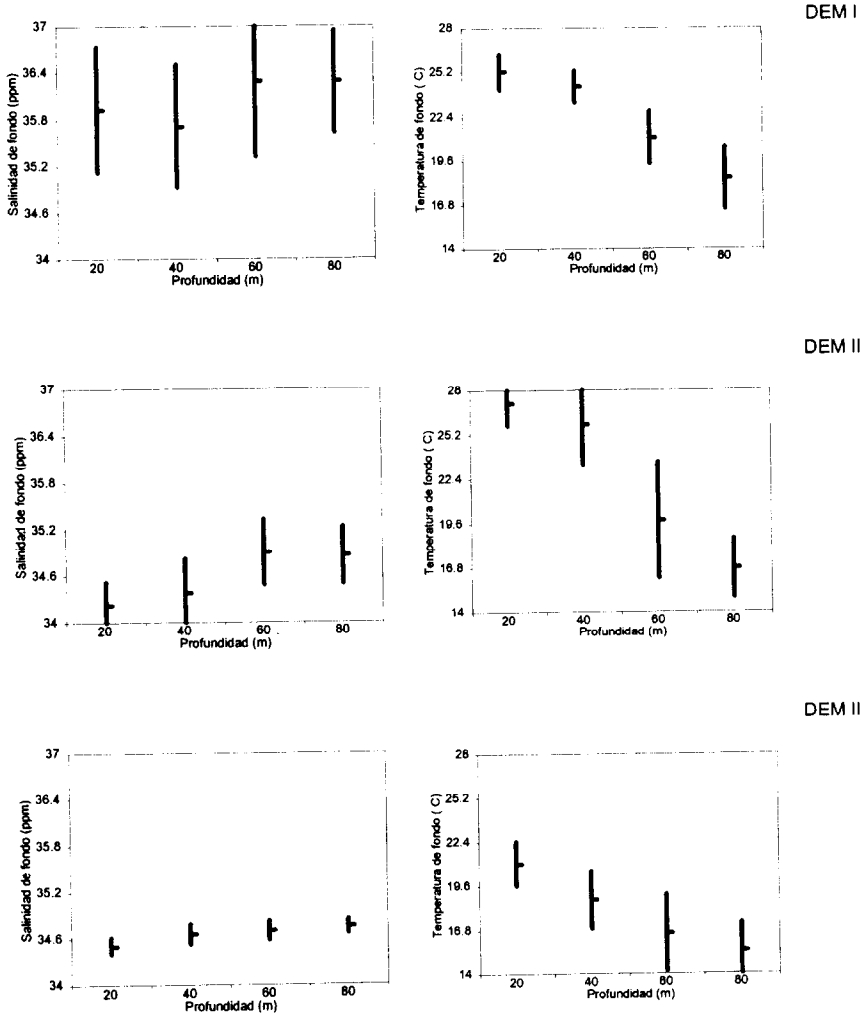 DEM I
Salinidad de fondo (ppm)
37
36.4
35.8
35.2
34.6
34
20 40 60 80
Profundidad (m)
Temperatura de fondo ( C)
28
25.2
22.4
19.6
16.8
14
20 40 60 80
Profundidad (m)
DEM II
Salinidad de fondo (ppm)
37
36.4
35.8
35.2
34.6
34
20 40 60 80
Profundidad (m)
Temperatura de fondo ( C)
28
25.2
22.4
19.6
16.8
14
20 40 60 80
Profundidad (m)
DEM II
Salinidad de fondo (ppm)
37
36.4
35.8
35.2
34.6
34
20 40 60 80
Profundidad (m)
Temperatura de fondo ( C)
28
25.2
22.4
19.6
16.8
14
20 40 60 80
Profundidad (m)